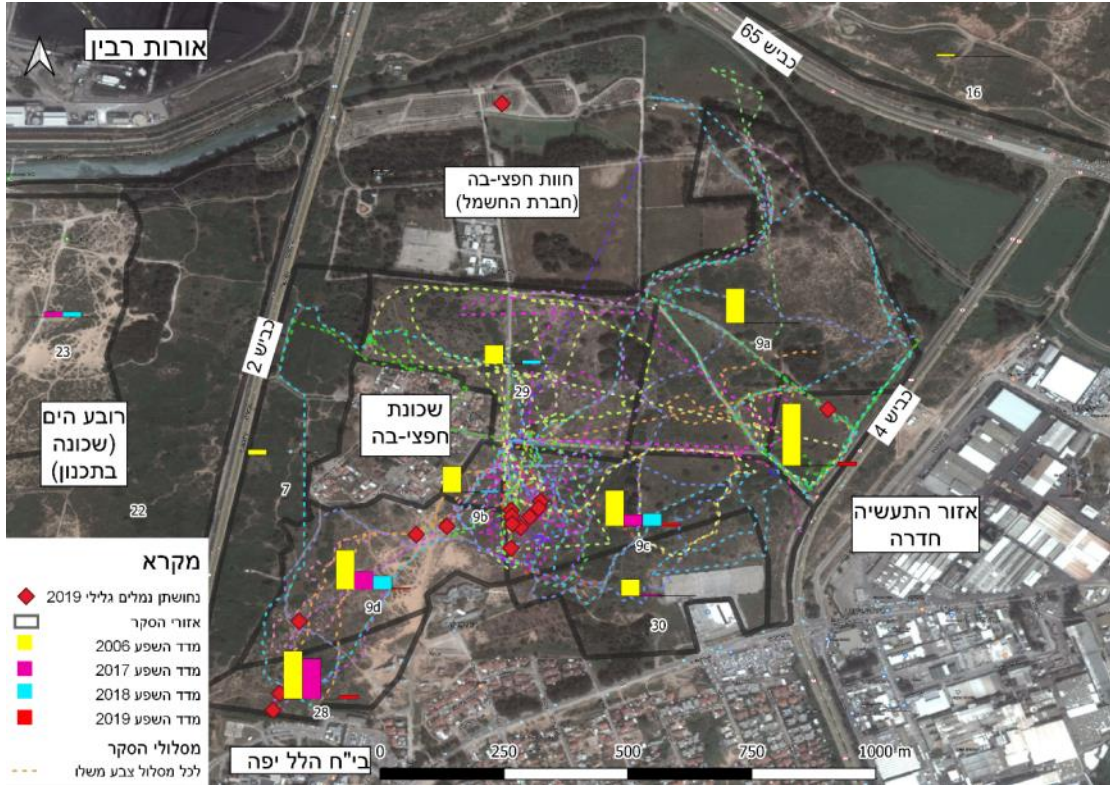 אורות רבין
כביש 65
16
חוות חפצי-בה
(חברת החשמל)
כביש 2
23
9a
29
רובע הים
(שכונה
בתכנון)
שכונת
חפצי-בה
כביש 4
7
22
9b
9c
אזור התעשיה
חדרה
9d
30
28
מקרא
נחושתן נמלים גלילי 2019
אזורי הסקר
מדד השפע 2006
מדד השפע 2017
מדד השפע 2018
מדד השפע 2019
מסלולי הסקר
לכל מסלול צבע משלו
בי"ח הלל יפה
0 250 500 750 1000 m